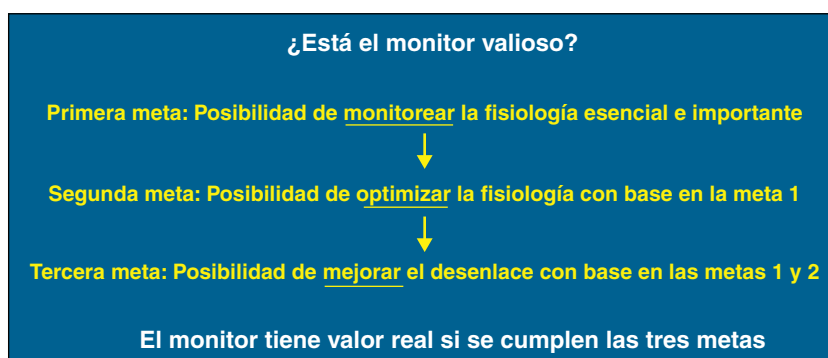 ¿Está el monitor valioso?
Primera meta: Posibilidad de monitorear la fisiología esencial e importante
Segunda meta: Posibilidad de optimizar la fisiología con base en la meta 1
Tercera meta: Posibilidad de mejorar el desenlace con base en las metas 1 y 2
El monitor tiene valor real si se cumplen las tres metas